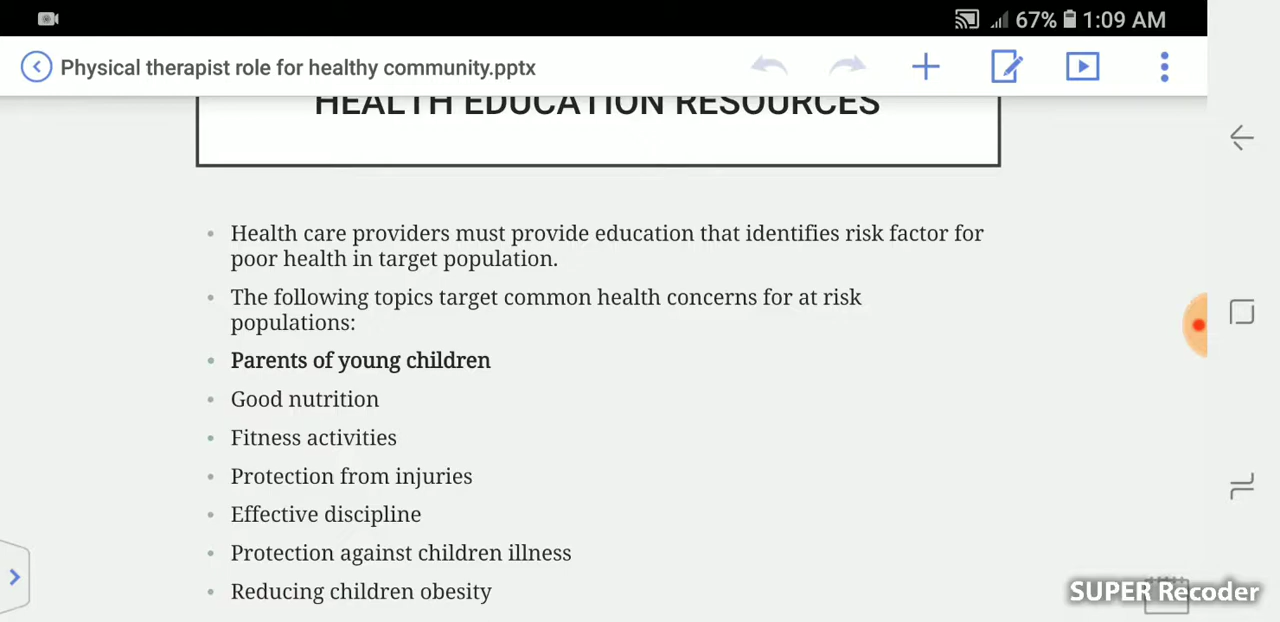 67% 1:09 AM
Physical therapist role for healthy community.pptx
HEALTH EDUCATION RESOURCES
• Health care providers must provide education that identifies risk factor for
poor health in target population.
• The following topics target common health concerns for at risk
populations:
• Parents of young children
• Good nutrition
• Fitness activities
• Protection from injuries
• Effective discipline
• Protection against children illness
• Reducing children obesity
SUPER Recoder